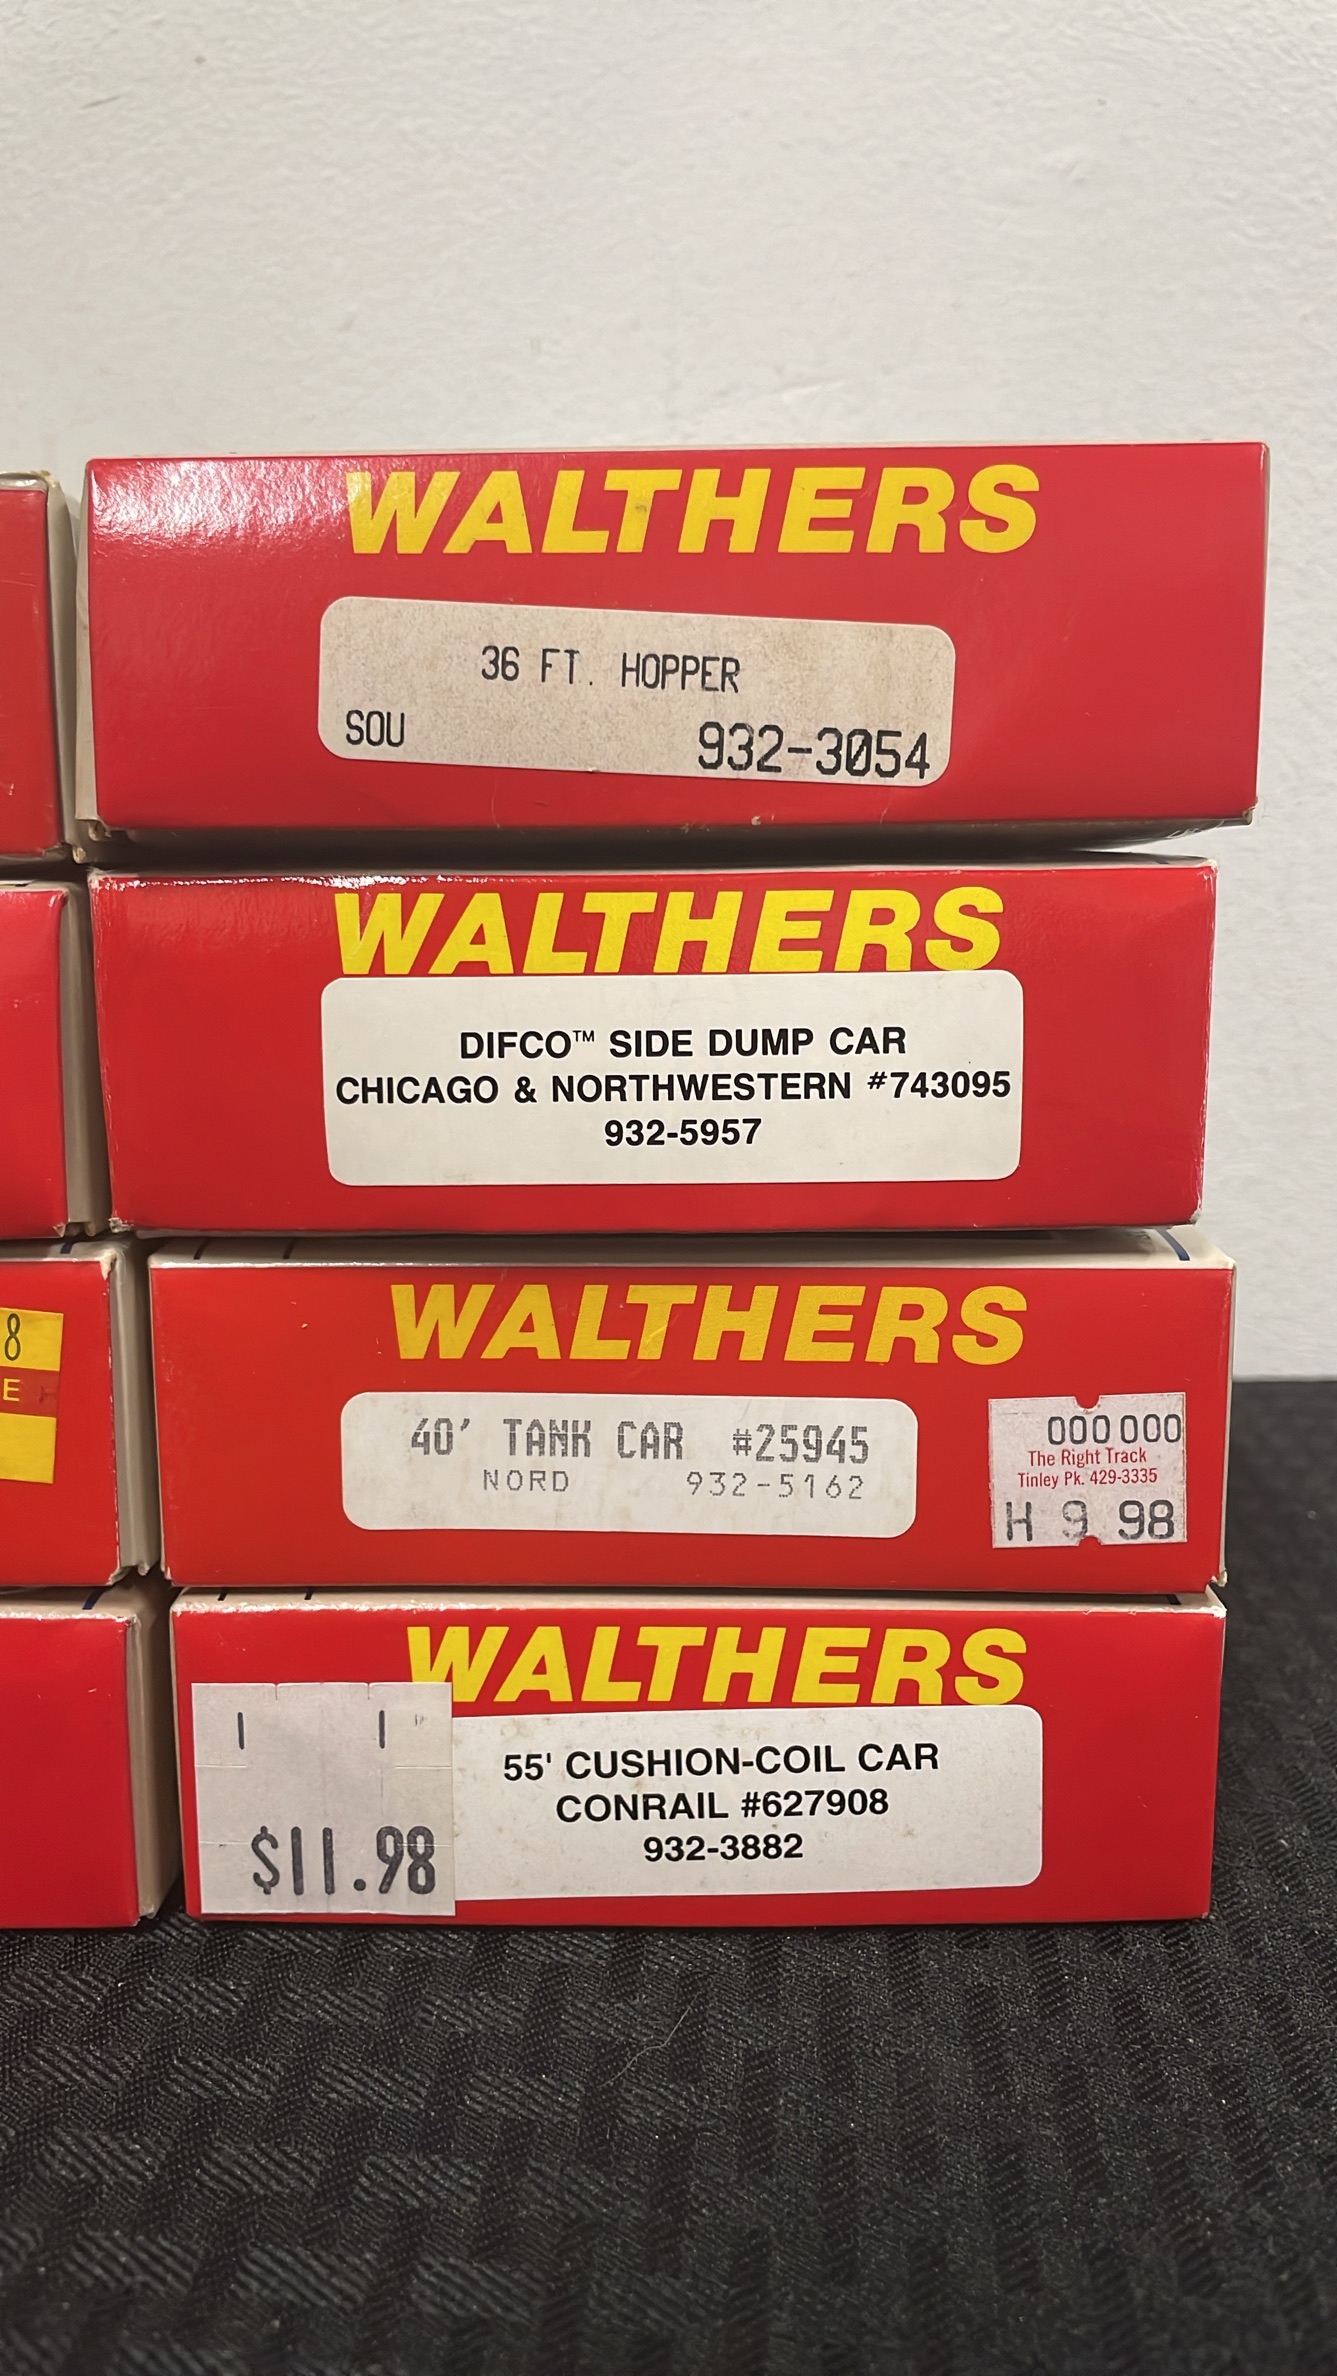 WALTHERS
36 FT. HOPPER
SOU 932-3054
WALTHERS
DIFCO™ SIDE DUMP CAR
CHICAGO & NORTHWESTERN #743095
932-5957
8
E
WALTHERS
40' TANK CAR #25945
NORD 932-5162
000 000
The Right Track
Tinley Pk. 429-3335
H 9 98
WALTHERS
$11.98
55' CUSHION-COIL CAR
CONRAIL #627908
932-3882